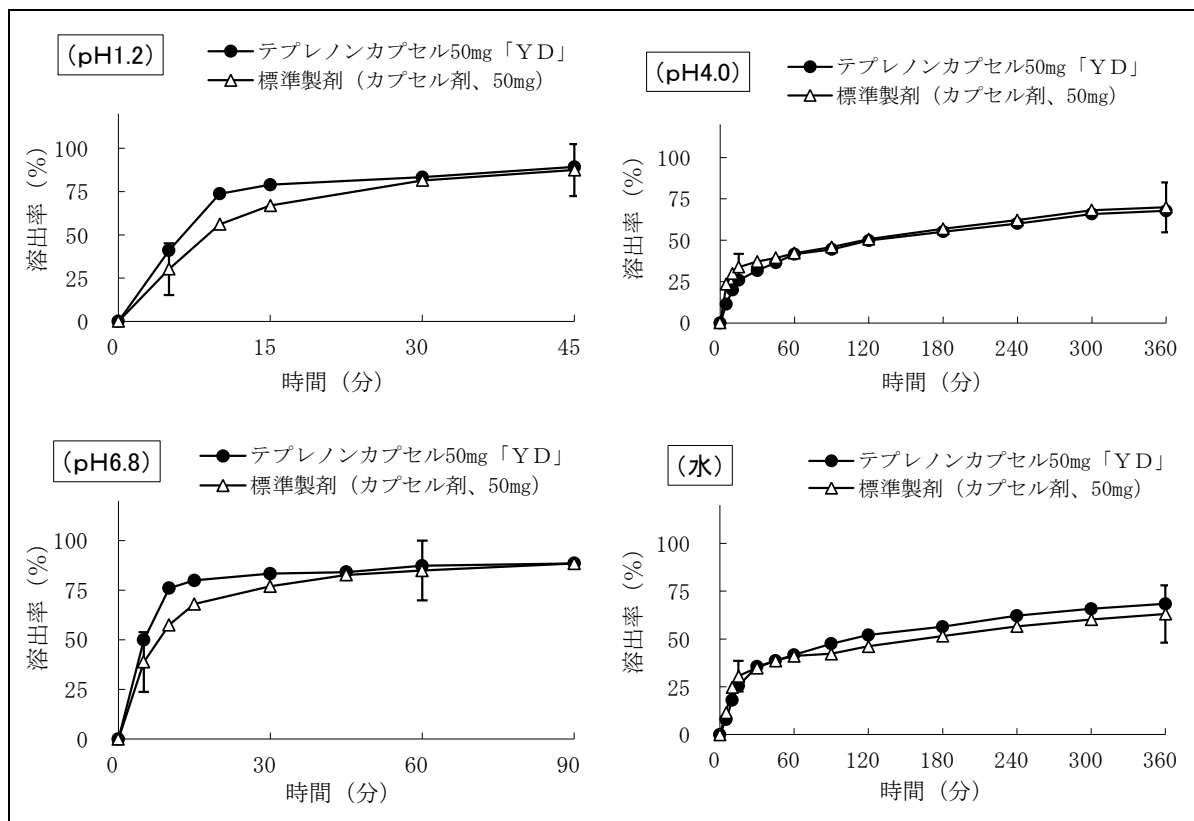 (pH1.2)
テプレノンカプセル50mg「ＹＤ」
標準製剤（カプセル剤、50mg）
溶出率（%）
100
75
50
25
0
0 15 30 45
時間（分）
(pH4.0)
テプレノンカプセル50mg「ＹＤ」
標準製剤（カプセル剤、50mg）
溶出率（%）
100
75
50
25
0
0 60 120 180 240 300 360
時間（分）
(pH6.8)
テプレノンカプセル50mg「ＹＤ」
標準製剤（カプセル剤、50mg）
溶出率（%）
100
75
50
25
0
0 30 60 90
時間（分）
(水)
テプレノンカプセル50mg「ＹＤ」
標準製剤（カプセル剤、50mg）
溶出率（%）
100
75
50
25
0
0 60 120 180 240 300 360
時間（分）